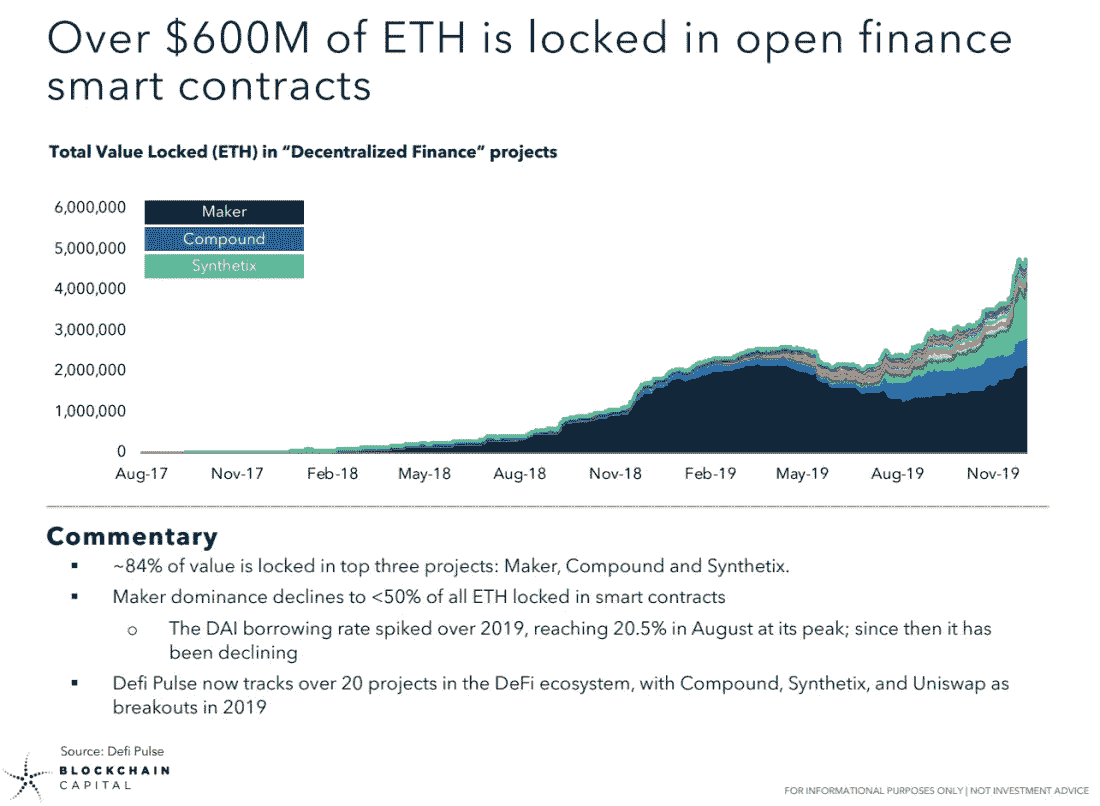 Over $600M of ETH is locked in open finance
smart contracts
Total Value Locked (ETH) in “Decentralized Finance” projects
6,000,000
5,000,000
4,000,000
3,000,000
2,000,000
1,000,000
0
Maker
Compound
Synthetix
Aug-17 Nov-17 Feb-18 May-18 Aug-18 Nov-18 Feb-19 May-19 Aug-19 Nov-19
Commentary
▪ ~84% of value is locked in top three projects: Maker, Compound and Synthetix.
▪ Maker dominance declines to <50% of all ETH locked in smart contracts
o The DAI borrowing rate spiked over 2019, reaching 20.5% in August at its peak; since then it has
been declining
▪ Defi Pulse now tracks over 20 projects in the DeFi ecosystem, with Compound, Synthetix, and Uniswap as
breakouts in 2019
Source: Defi Pulse
BLOCKCHAIN
CAPITAL
FOR INFORMATIONAL PURPOSES ONLY | NOT INVESTMENT ADVICE